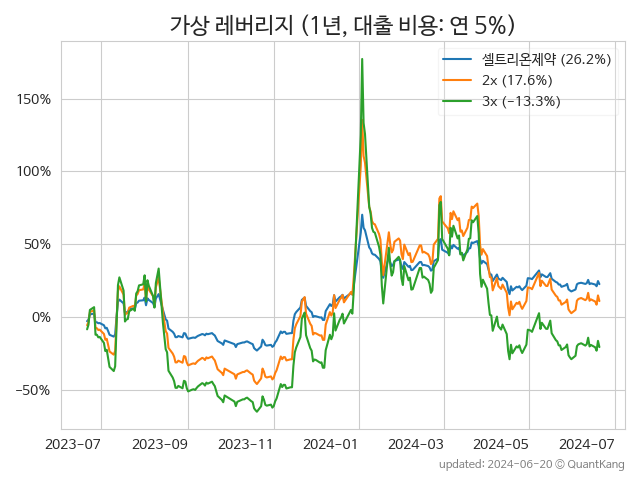 가상 레버리지 (1년, 대출 비용: 연 5%)
셀트리온제약 (26.2%)
2x (17.6%)
3x (−13.3%)
150%
100%
50%
0%
−50%
2023−07 2023−09 2023−11 2024−01 2024−03 2024−05 2024−07
updated: 2024−06−20 © QuantKang